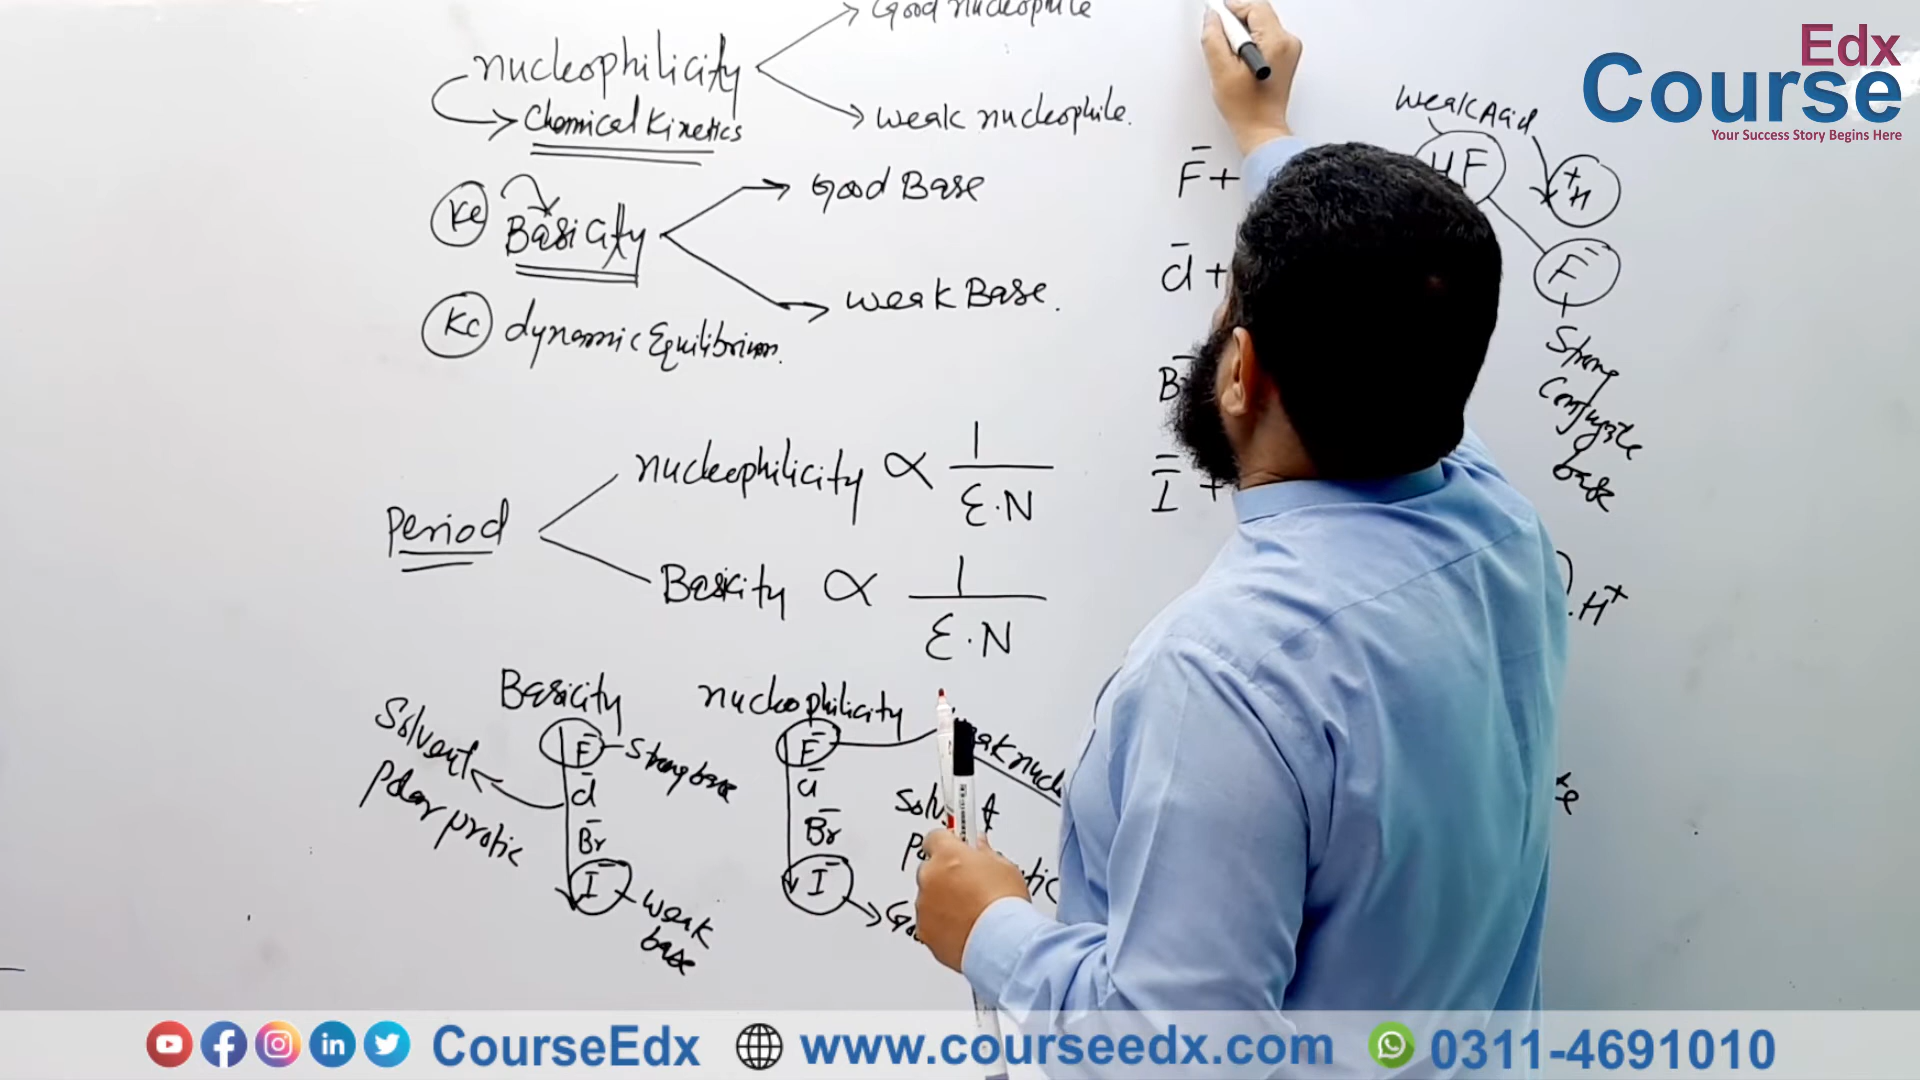 Good nucleophile
nucleophilicity
Chemical Kinetics
weak nucleophile.
Good Base
Basicity
weak Base.
Kc dynamic Equilibrium.
Period
nucleophilicity ∝ 1
E.N
Basicity ∝ 1
E.N
Basicity
F̄ Strong base
Cl̄
Br̄
Ī weak
base
Solvent
polar protic
nucleophilicity
F̄
Cl̄
Br̄
Ī
weak Acid
HF
H⁺
F̄
Strong
Conjugate
base
F̄ +
Cl̄ +
Ī +
H⁺
Edx
Course
Your Success Story Begins Here
CourseEdx
www.courseedx.com
0311-4691010